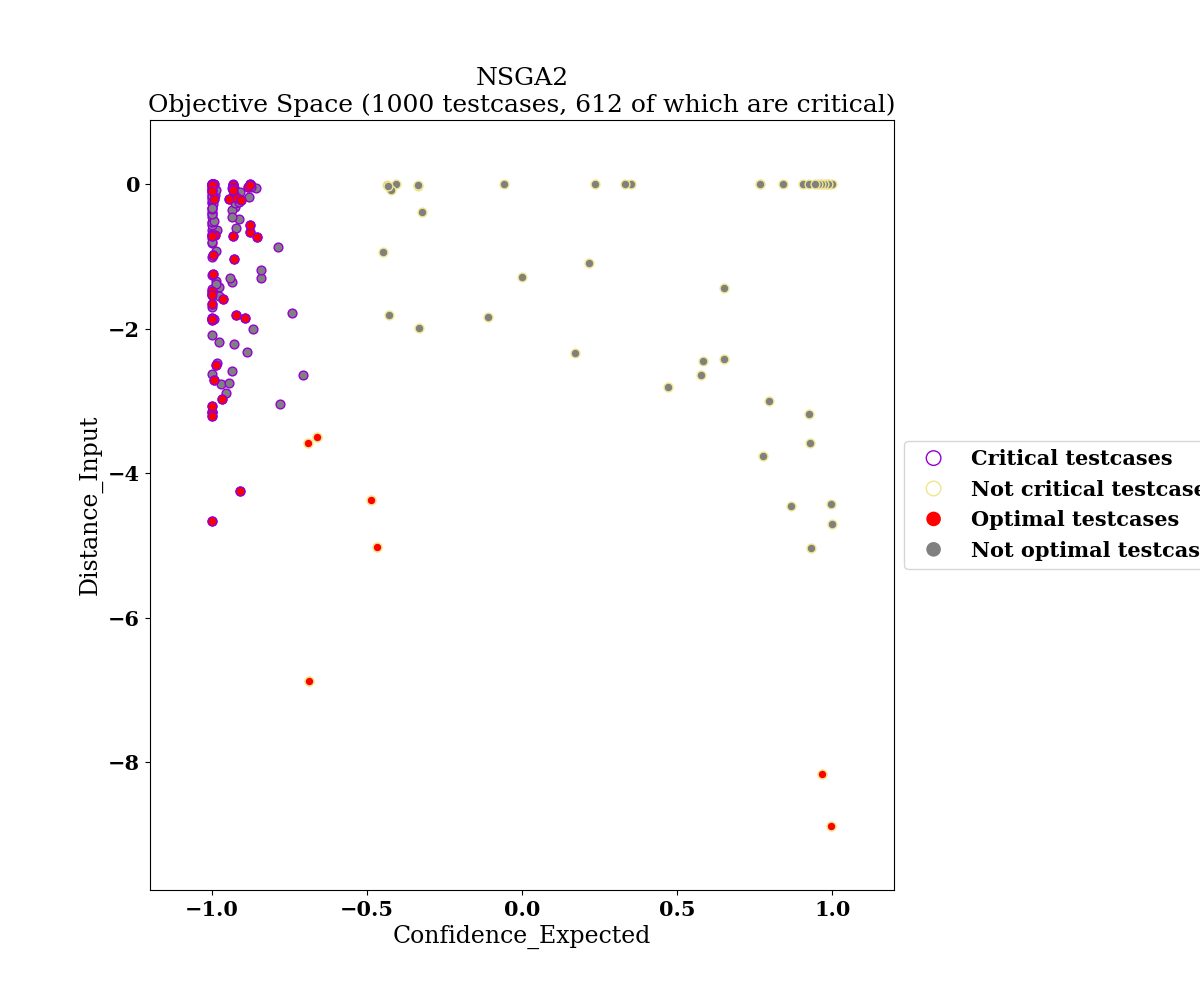 NSGA2
Objective Space (1000 testcases, 612 of which are critical)
0
−2
−4
−6
−8
Distance_Input
−1.0
−0.5
0.0
0.5
1.0
Confidence_Expected
Critical testcases
Not critical testcase
Optimal testcases
Not optimal testcas